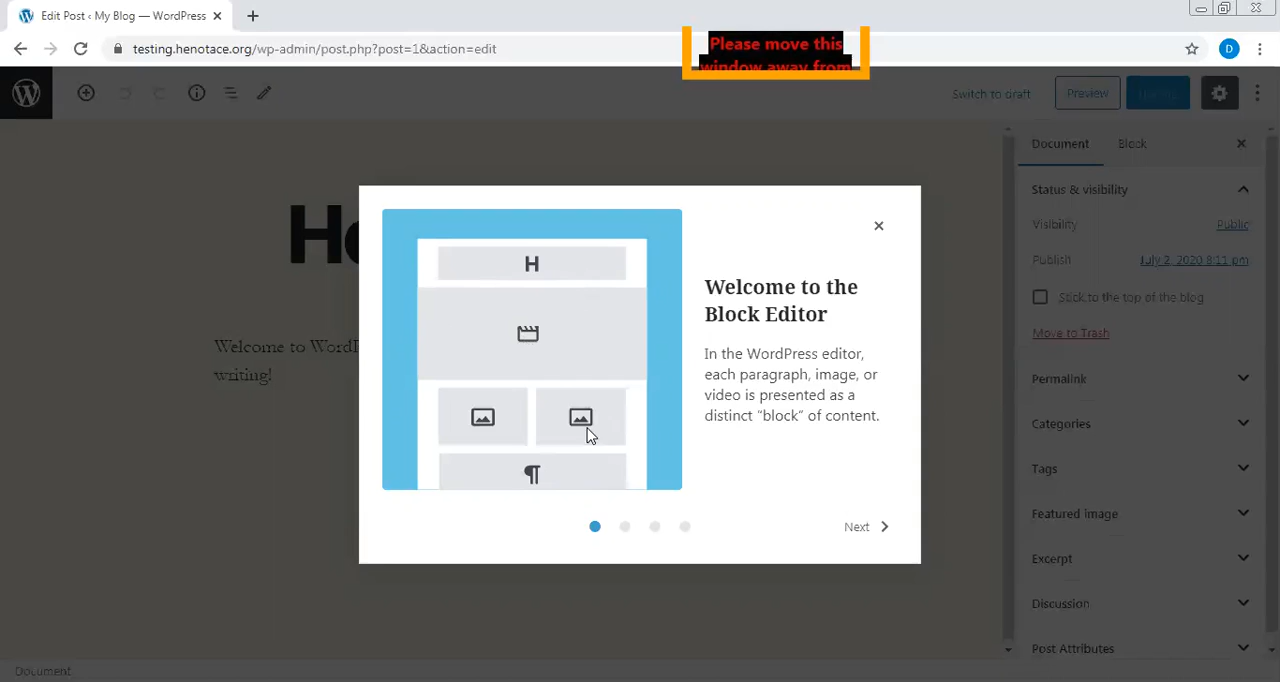 Edit Post ‹ My Blog — WordPress
testing.henotace.org/wp-admin/post.php?post=1&action=edit
Please move this
window away from
D
Switch to draft
Preview
Document
Block
Status & visibility
Visibility
Public
Publish
July 2, 2020 8:11 pm
Stick to the top of the blog
Move to Trash
Permalink
Categories
Tags
Featured image
Excerpt
Discussion
Post Attributes
He
Welcome to WordP
writing!
H
Welcome to the
Block Editor
In the WordPress editor,
each paragraph, image, or
video is presented as a
distinct “block” of content.
¶
Next
Document